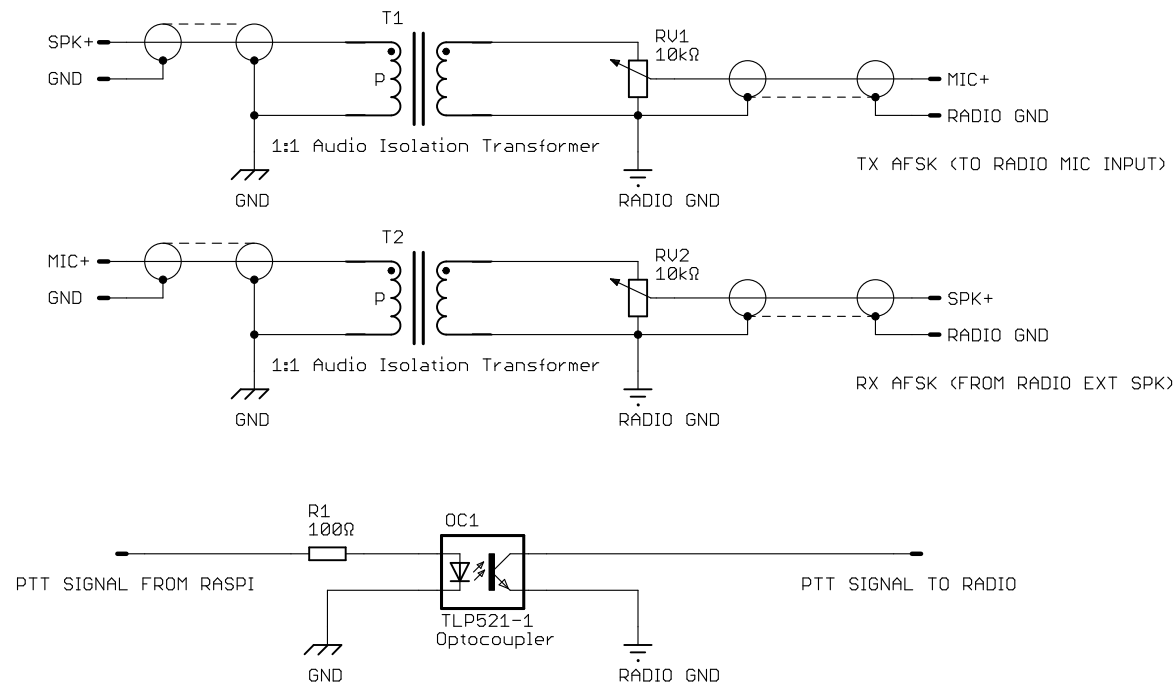 T1
SPK+
GND
P
RV1
10kΩ
MIC+
RADIO GND
1:1 Audio Isolation Transformer
TX AFSK (TO RADIO MIC INPUT)
GND
RADIO GND
T2
MIC+
GND
P
RV2
10kΩ
SPK+
RADIO GND
1:1 Audio Isolation Transformer
RX AFSK (FROM RADIO EXT SPK)
GND
RADIO GND
R1
100Ω
OC1
PTT SIGNAL FROM RASPI
PTT SIGNAL TO RADIO
TLP521-1
Optocoupler
GND
RADIO GND